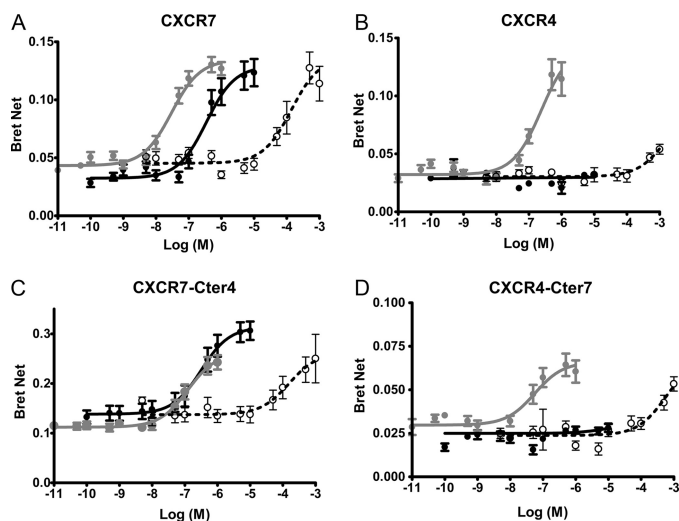 A
CXCR7
Bret Net
0.15
0.10
0.05
0.00
-11 -10 -9 -8 -7 -6 -5 -4 -3
Log (M)
B
CXCR4
Bret Net
0.15
0.10
0.05
0.00
-11 -10 -9 -8 -7 -6 -5 -4 -3
Log (M)
C
CXCR7-Cter4
Bret Net
0.3
0.2
0.1
-11 -10 -9 -8 -7 -6 -5 -4 -3
Log (M)
D
CXCR4-Cter7
Bret Net
0.100
0.075
0.050
0.025
0.000
-11 -10 -9 -8 -7 -6 -5 -4 -3
Log (M)